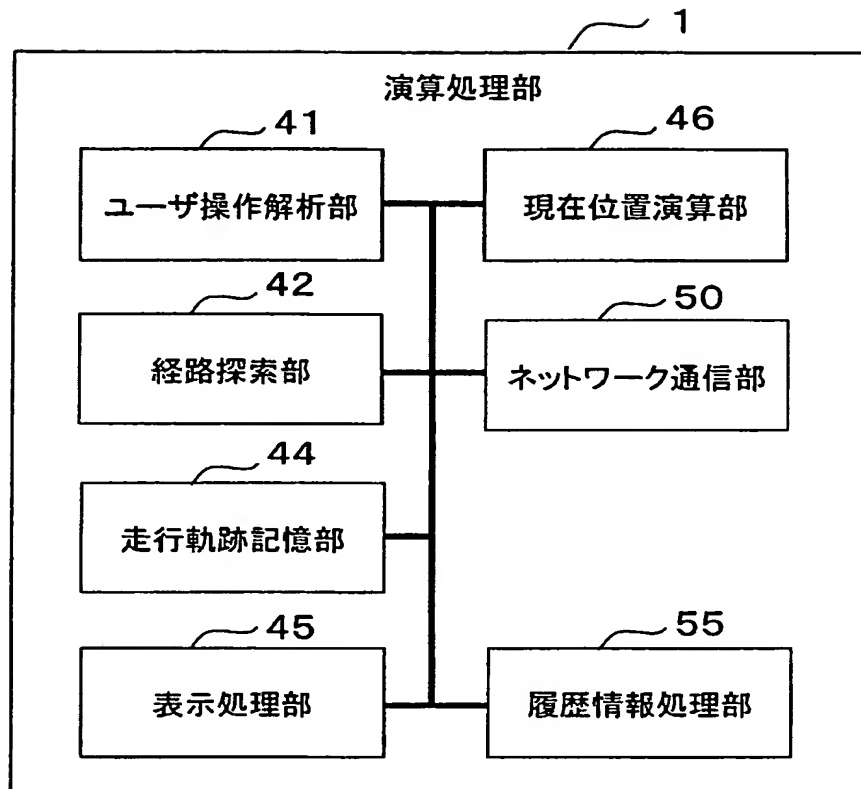 1
演算処理部
41
ユーザ操作解析部
46
現在位置演算部
42
経路探索部
50
ネットワーク通信部
44
走行軌跡記憶部
45
表示処理部
55
履歴情報処理部